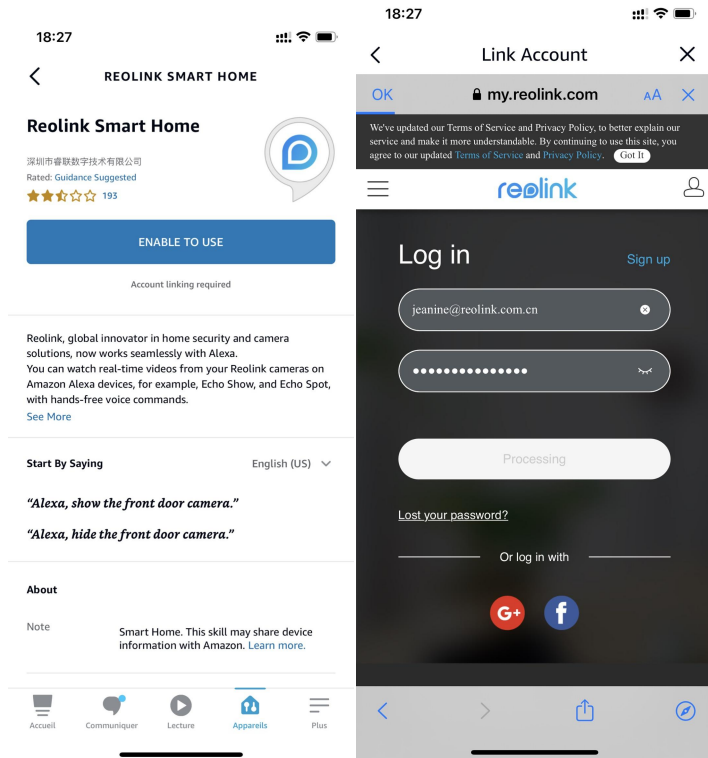 18:27
REOLINK SMART HOME
Reolink Smart Home
深圳市睿联数字技术有限公司
Rated: Guidance Suggested
193
ENABLE TO USE
Account linking required
Reolink, global innovator in home security and camera
solutions, now works seamlessly with Alexa.
You can watch real-time videos from your Reolink cameras on
Amazon Alexa devices, for example, Echo Show, and Echo Spot,
with hands-free voice commands.
See More
Start By Saying English (US)
“Alexa, show the front door camera.”
“Alexa, hide the front door camera.”
About
Note
Smart Home. This skill may share device
information with Amazon. Learn more.
Accueil Communiquer Lecture Appareils Plus
18:27
Link Account
OK my.reolink.com AA
We've updated our Terms of Service and Privacy Policy, to better explain our
service and make it more understandable. By continuing to use this site, you
agree to our updated Terms of Service and Privacy Policy. Got It
reolink
Log in Sign up
jeanine@reolink.com.cn
Processing
Lost your password?
Or log in with
G+ f